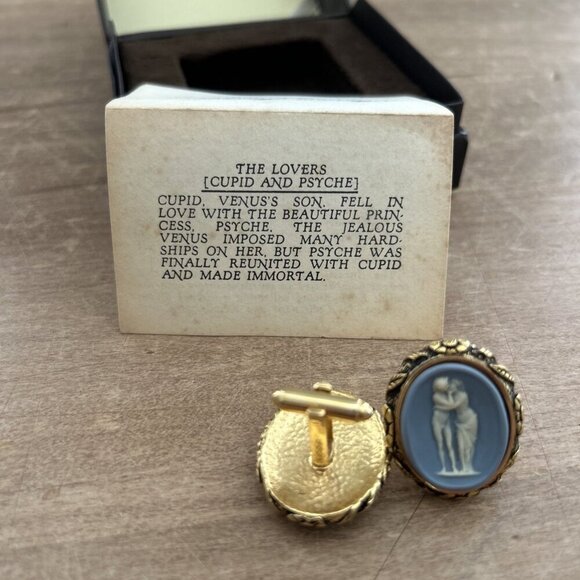 THE LOVERS
[CUPID AND PSYCHE]
CUPID, VENUS'S SON, FELL IN
LOVE WITH THE BEAUTIFUL PRIN-
CESS, PSYCHE. THE JEALOUS
VENUS IMPOSED MANY HARD-
SHIPS ON HER, BUT PSYCHE WAS
FINALLY REUNITED WITH CUPID
AND MADE IMMORTAL.